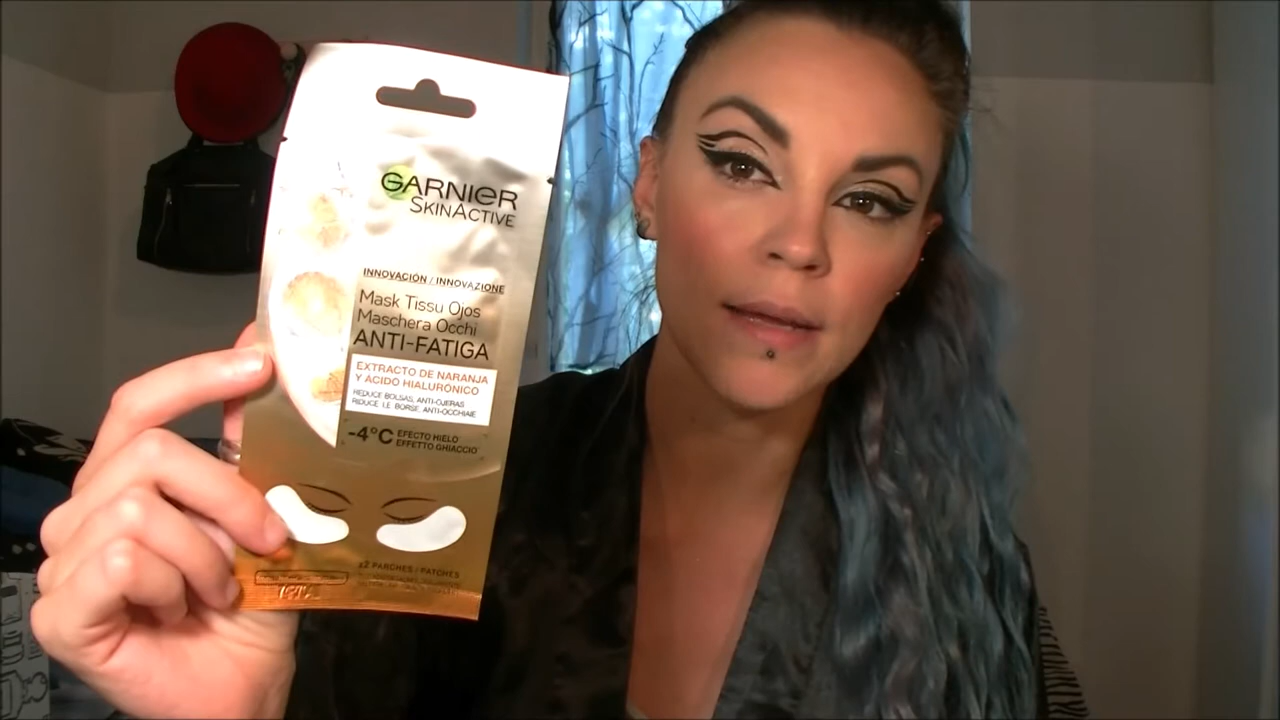 GARNIER
SKINACTIVE
INNOVACIÓN / INNOVAZIONE
Mask Tissu Ojos
Maschera Occhi
ANTI-FATIGA
EXTRACTO DE NARANJA
Y ÁCIDO HIALURÓNICO
REDUCE BOLSAS, ANTI-OJERAS
RIDUCE LE BORSE, ANTI-OCCHIAIE
-4°C EFECTO HIELO
EFFETTO GHIACCIO
x2 PARCHES / PATCHES